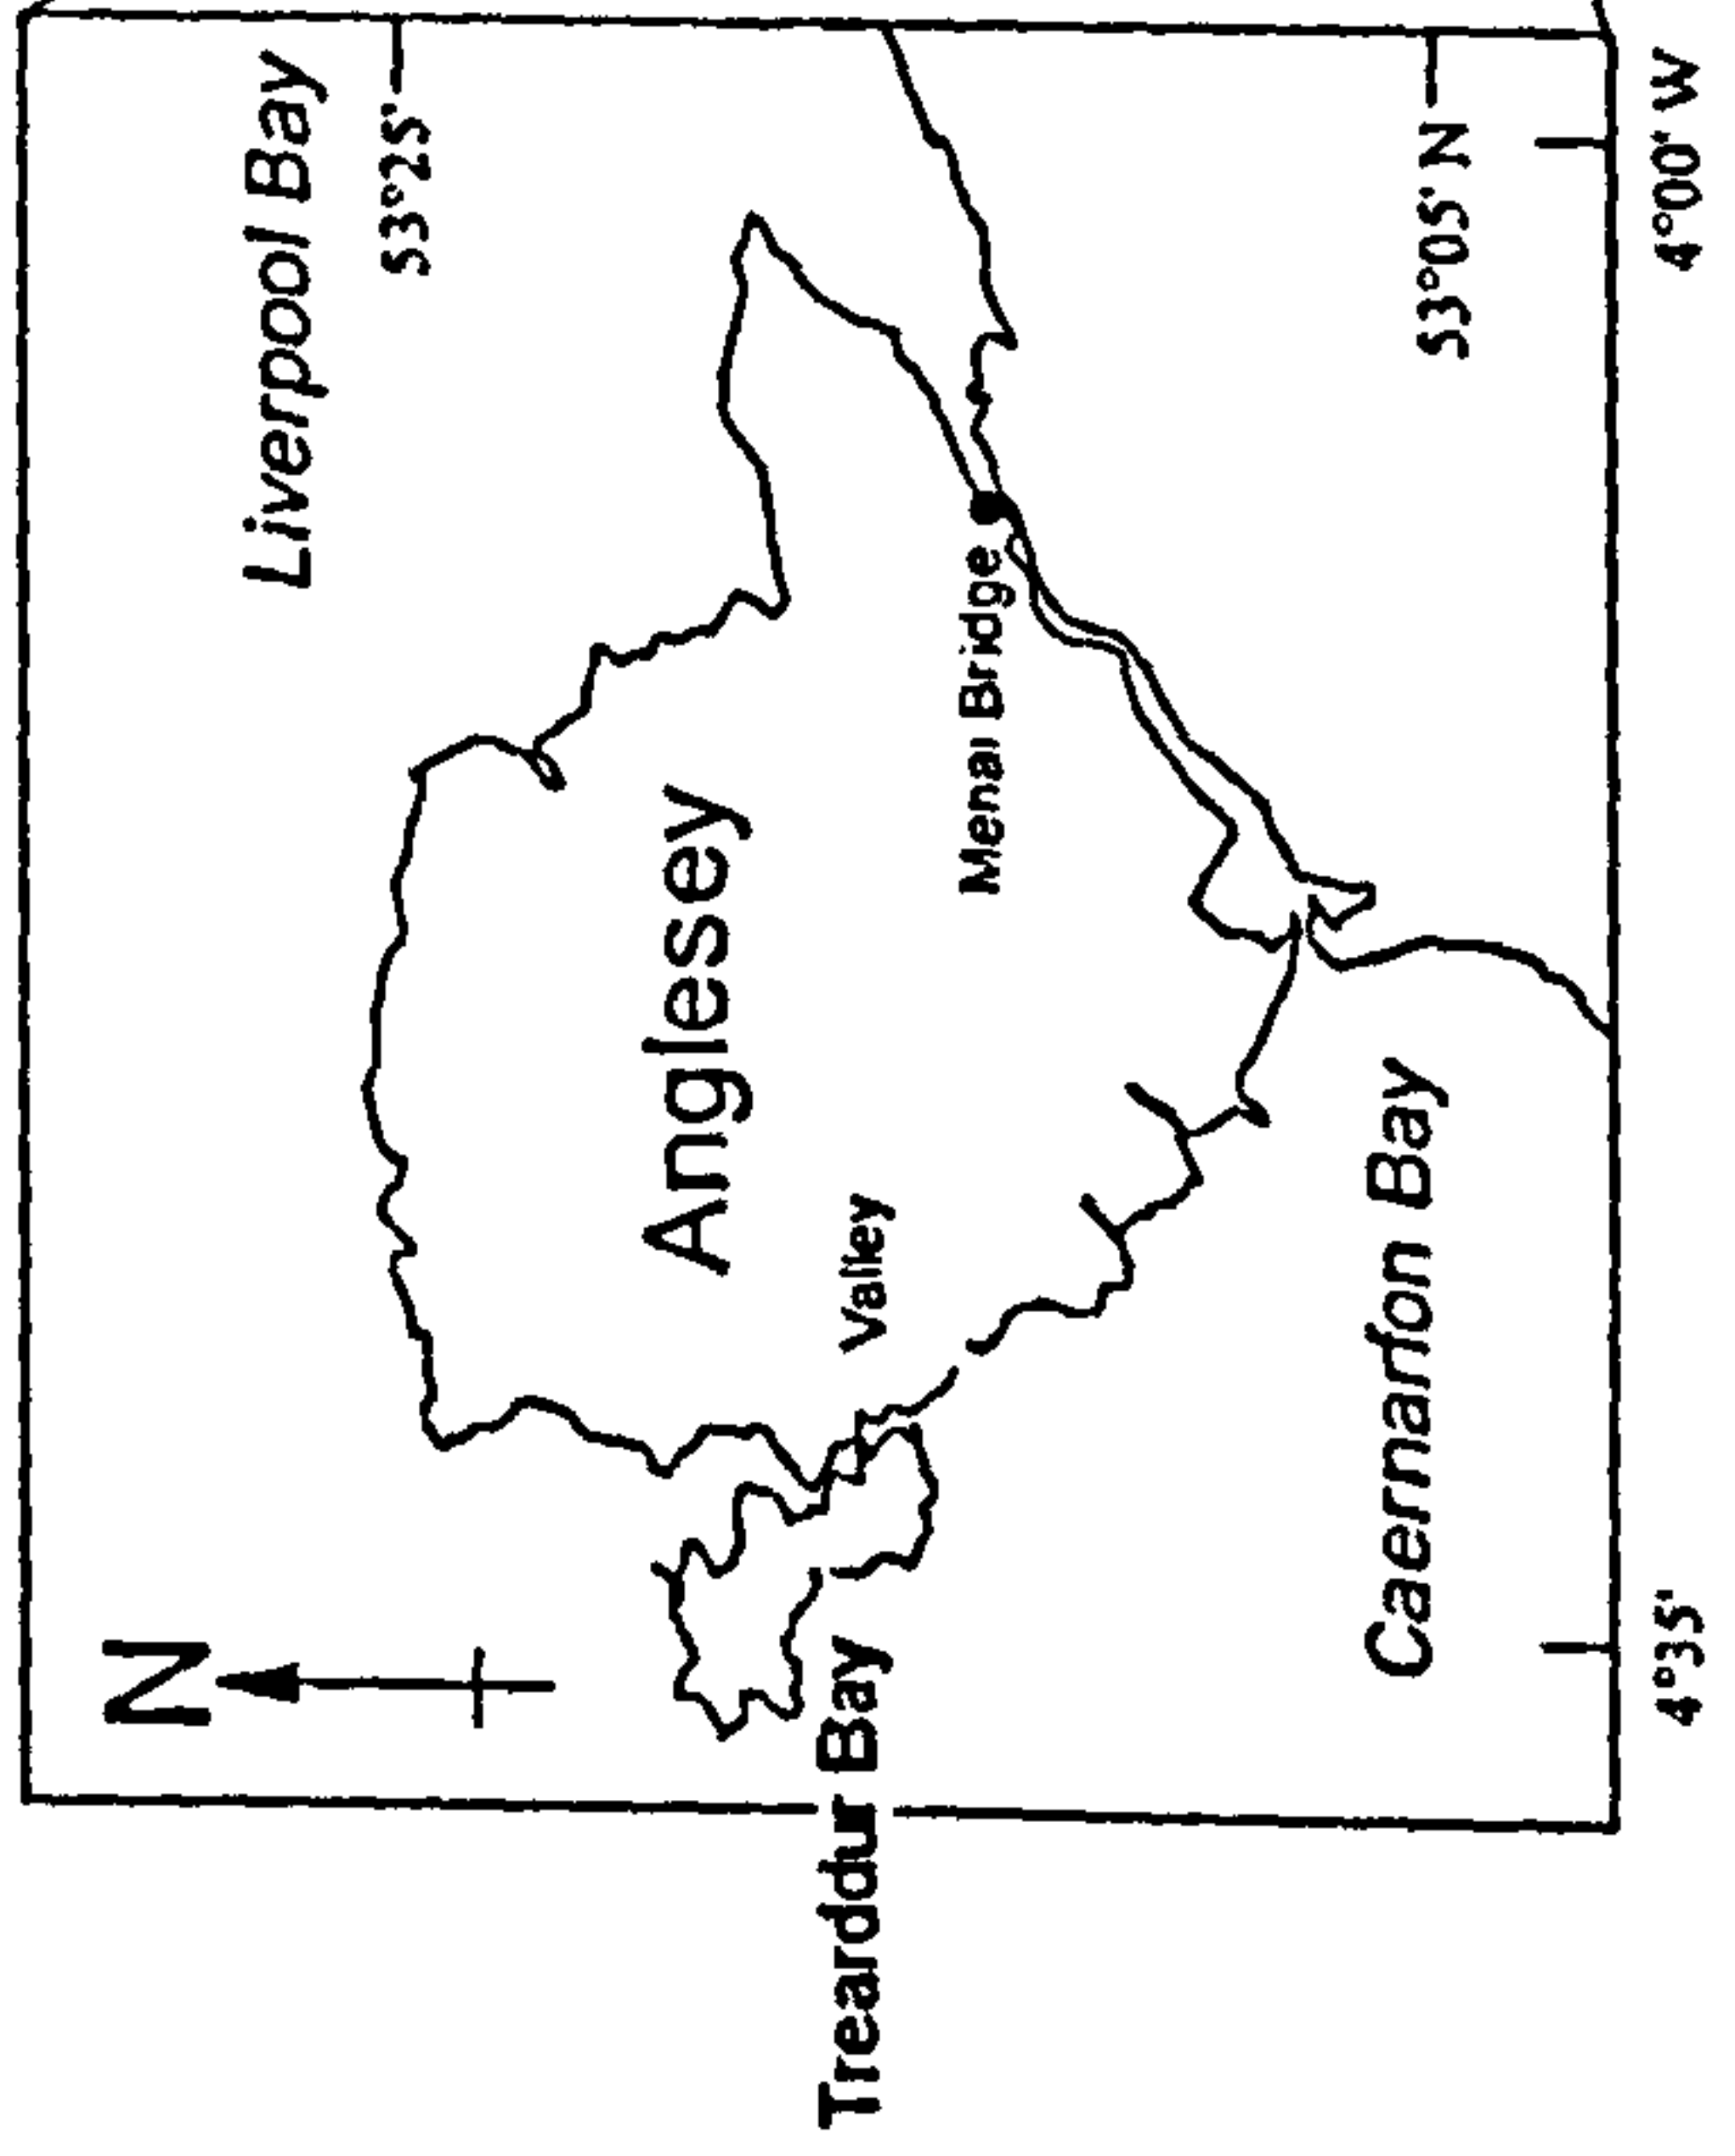 N
Liverpool Bay
53°25'
Anglesey
Trearddur Bay
Valley
Menai Bridge
Caernarfon Bay
53°05' N
4°35'
4°00' W